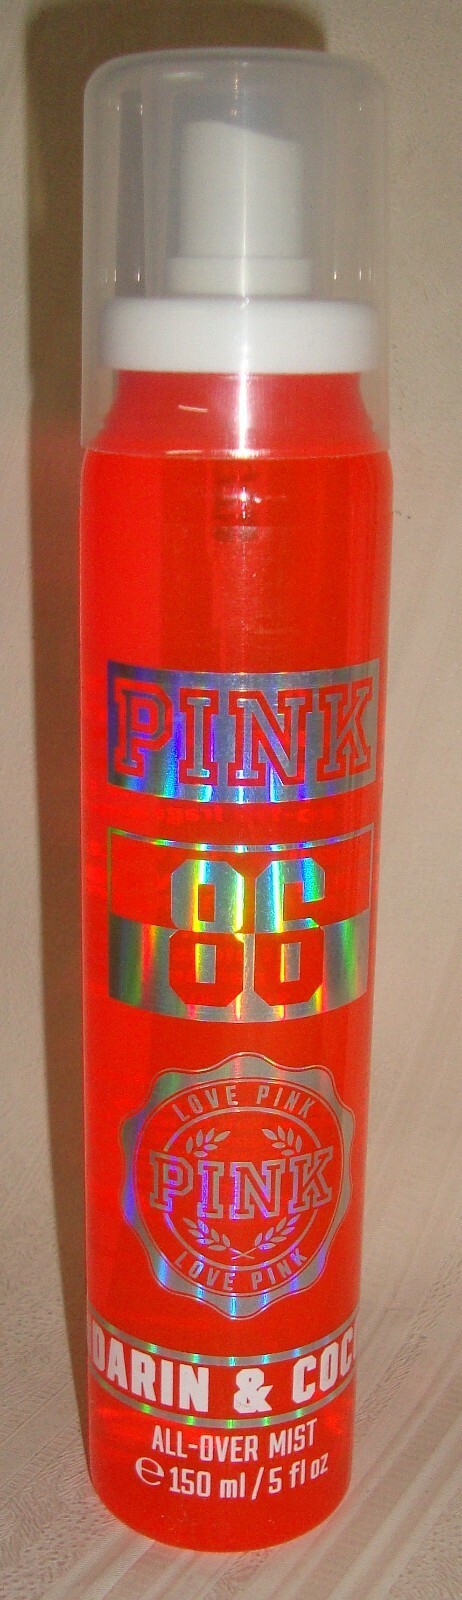 PINK
86
LOVE PINK
PINK
LOVE PINK
DARIN & COC
ALL-OVER MIST
℮ 150 ml / 5 fl oz